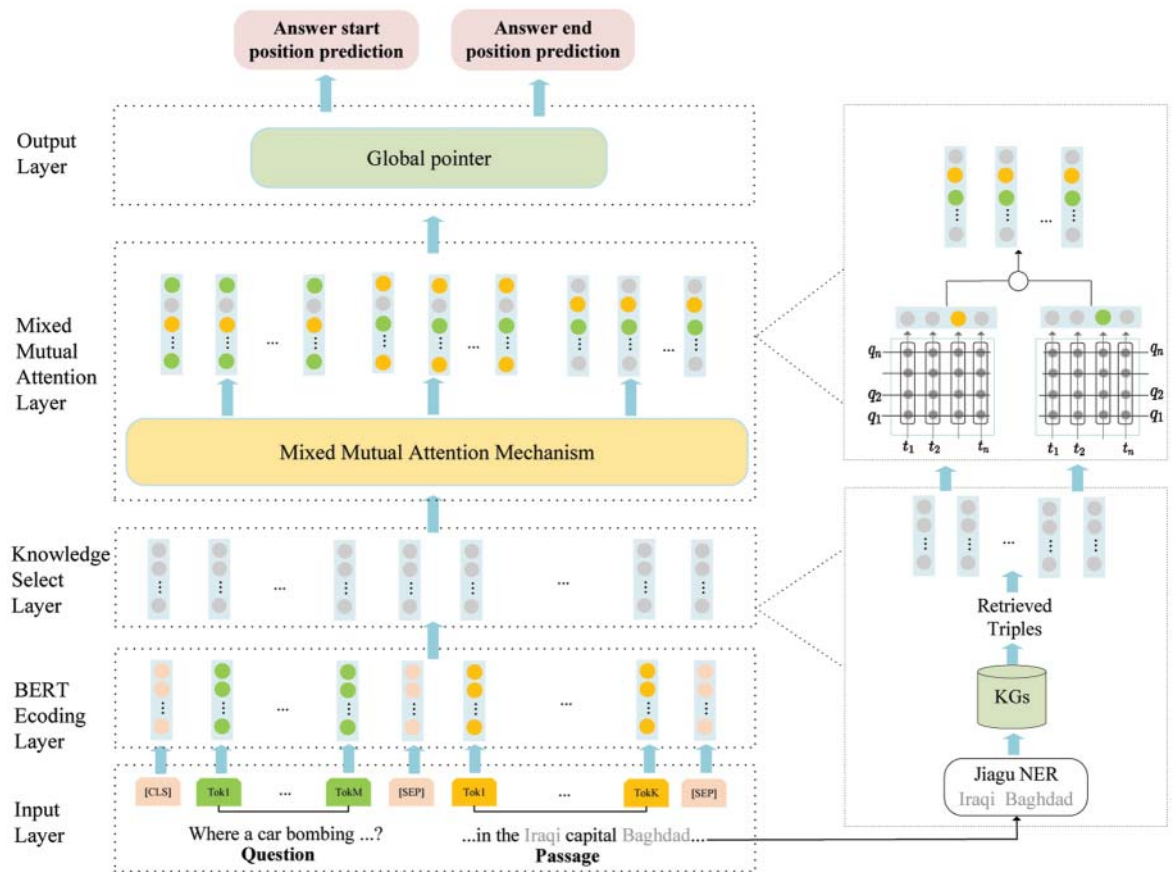 Answer start
position prediction
Answer end
position prediction
Output
Layer
Global pointer
Mixed
Mutual
Attention
Layer
...
...
...
Mixed Mutual Attention Mechanism
Knowledge
Select
Layer
...
...
BERT
Ecoding
Layer
...
...
Input
Layer
[CLS]
Tok1
...
TokM
[SEP]
Tok1
...
TokK
[SEP]
Where a car bombing ...?
Question
...in the Iraqi capital Baghdad...
Passage
...
qn
q2
q1
t1 t2 tn
qn
q2
q1
t1 t2 tn
...
Retrieved
Triples
KGs
Jiagu NER
Iraqi Baghdad